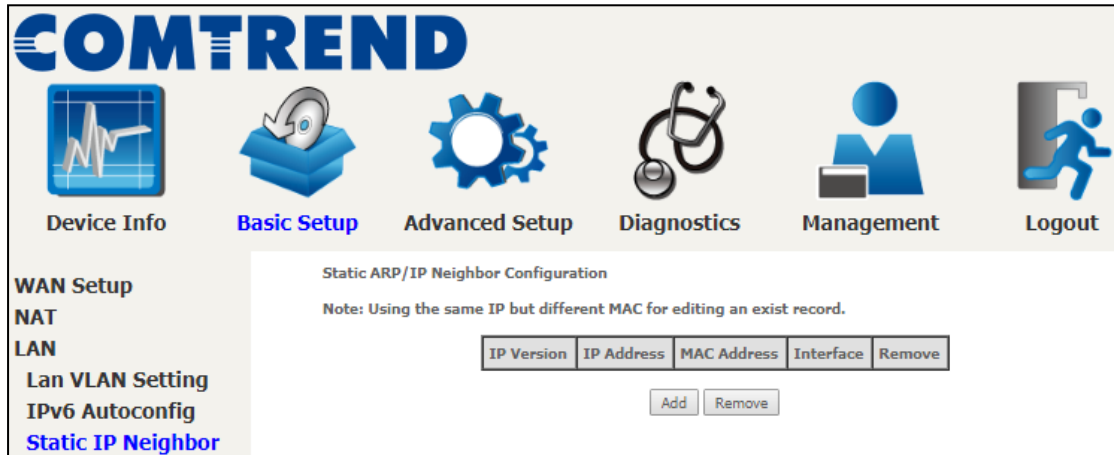 COMTREND
Device Info Basic Setup Advanced Setup Diagnostics Management Logout
WAN Setup
NAT
LAN
Lan VLAN Setting
IPv6 Autoconfig
Static IP Neighbor
Static ARP/IP Neighbor Configuration
Note: Using the same IP but different MAC for editing an exist record.
IP Version IP Address MAC Address Interface Remove
Add Remove